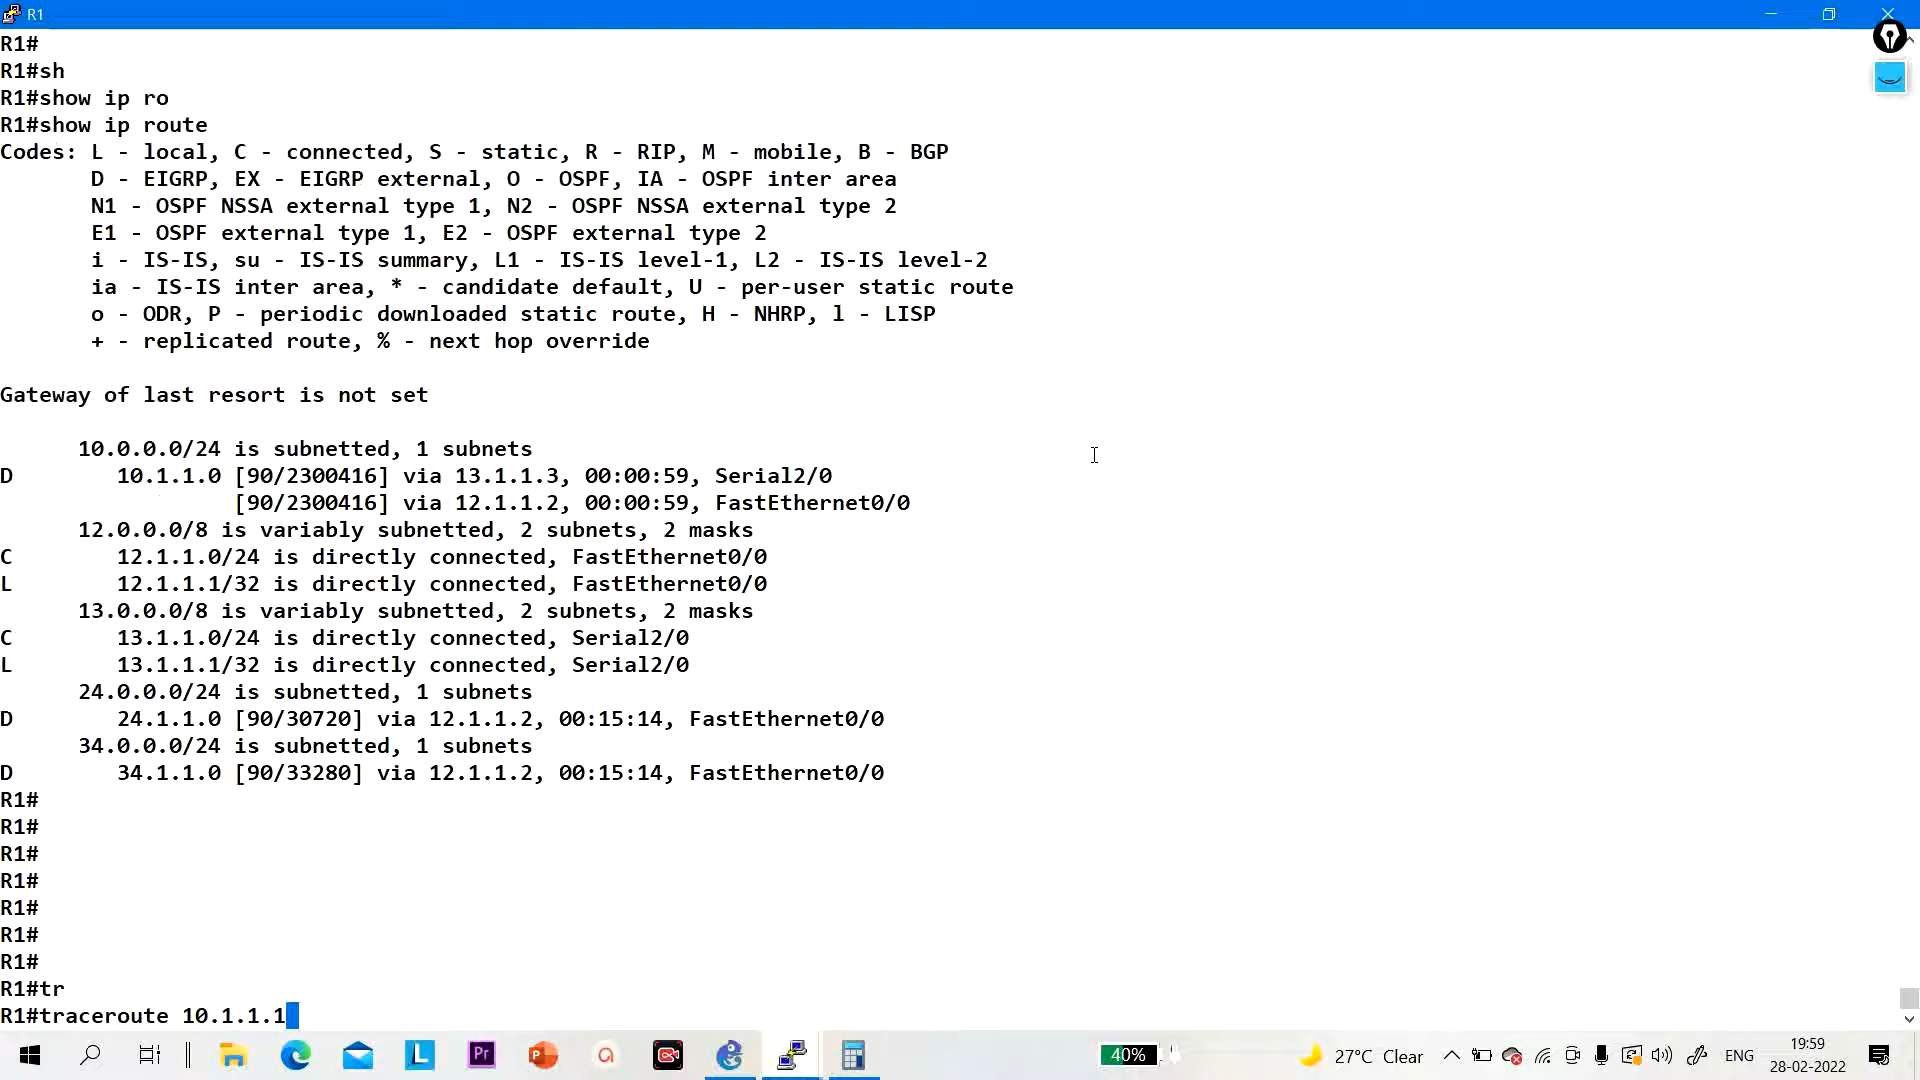 R1
R1#
R1#sh
R1#show ip ro
R1#show ip route
Codes: L - local, C - connected, S - static, R - RIP, M - mobile, B - BGP
       D - EIGRP, EX - EIGRP external, O - OSPF, IA - OSPF inter area
       N1 - OSPF NSSA external type 1, N2 - OSPF NSSA external type 2
       E1 - OSPF external type 1, E2 - OSPF external type 2
       i - IS-IS, su - IS-IS summary, L1 - IS-IS level-1, L2 - IS-IS level-2
       ia - IS-IS inter area, * - candidate default, U - per-user static route
       o - ODR, P - periodic downloaded static route, H - NHRP, l - LISP
       + - replicated route, % - next hop override
Gateway of last resort is not set
      10.0.0.0/24 is subnetted, 1 subnets
D        10.1.1.0 [90/2300416] via 13.1.1.3, 00:00:59, Serial2/0
                  [90/2300416] via 12.1.1.2, 00:00:59, FastEthernet0/0
      12.0.0.0/8 is variably subnetted, 2 subnets, 2 masks
C        12.1.1.0/24 is directly connected, FastEthernet0/0
L        12.1.1.1/32 is directly connected, FastEthernet0/0
      13.0.0.0/8 is variably subnetted, 2 subnets, 2 masks
C        13.1.1.0/24 is directly connected, Serial2/0
L        13.1.1.1/32 is directly connected, Serial2/0
      24.0.0.0/24 is subnetted, 1 subnets
D        24.1.1.0 [90/30720] via 12.1.1.2, 00:15:14, FastEthernet0/0
      34.0.0.0/24 is subnetted, 1 subnets
D        34.1.1.0 [90/33280] via 12.1.1.2, 00:15:14, FastEthernet0/0
R1#
R1#
R1#
R1#
R1#
R1#
R1#
R1#tr
R1#traceroute 10.1.1.1
L Pr P a 40% 27°C Clear ENG 19:59
28-02-2022